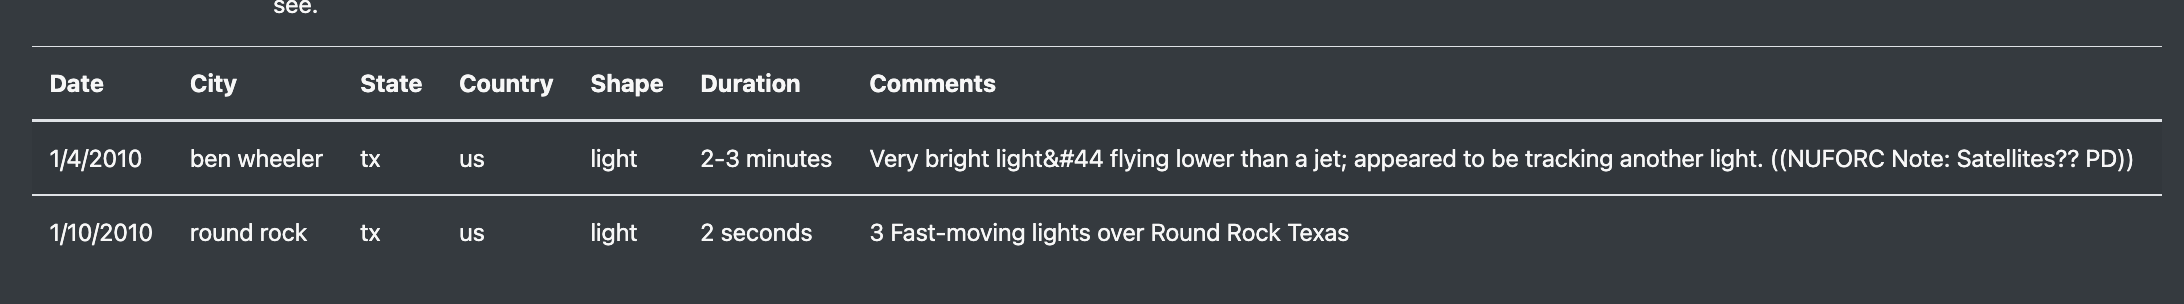 see.
Date City State Country Shape Duration Comments
1/4/2010 ben wheeler tx us light 2-3 minutes Very bright light&#44 flying lower than a jet; appeared to be tracking another light. ((NUFORC Note: Satellites?? PD))
1/10/2010 round rock tx us light 2 seconds 3 Fast-moving lights over Round Rock Texas